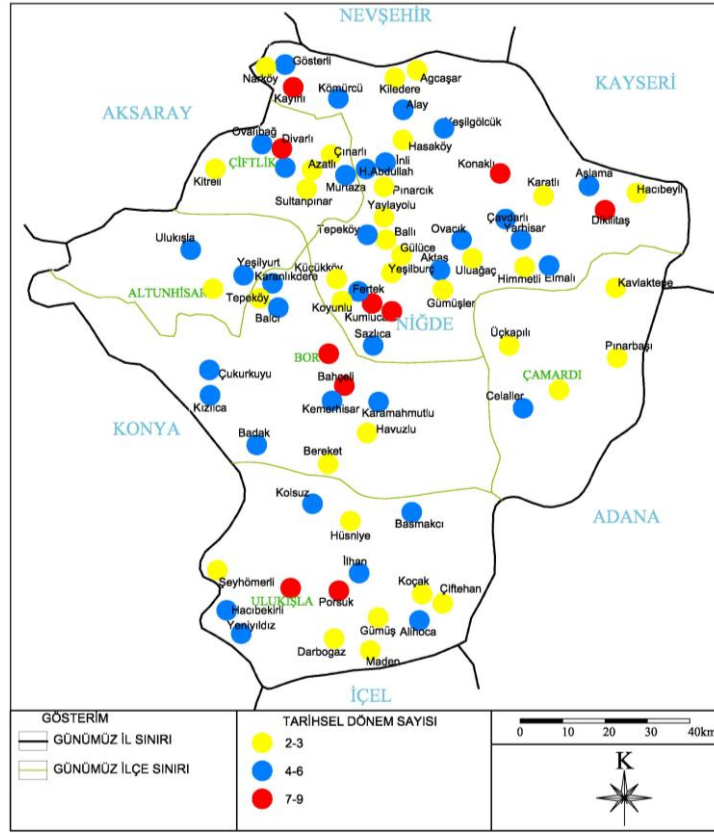 NEVŞEHİR
KAYSERİ
AKSARAY
Gösterli
Narköy
Kayırlı
Kömürcü
Kiledere
Agcaşar
Alay
Yeşilgölcük
Ovalıbağ
Divarlı
Çınarlı
Hasaköy
ÇİFTLİK
Azatlı
H.Abdullah
İnli
Konaklı
Kitreli
Murtaza
Sultanpınar
Pınarcık
Karatlı
Aşlama
Hacıbeyli
Dikilitaş
Yaylayolu
Çavdarlı
Yarhisar
Tepeköy
Ballı
Ovacık
Ulukışla
Gülüce
Aktaş
Uluağaç
Himmetli
Elmalı
Yeşilyurt
Karanlıkdere
Küçükköy
Yeşilburç
Kavlaktepe
ALTUNHİSAR
Tepeköy
Balcı
Koyunlu
Fertek
Kumluca
Gümüşler
NİĞDE
Sazlıca
Üçkapılı
Pınarbaşı
BOR
Bahçeli
ÇAMARDI
Çukurkuyu
Kızılca
Kemerhisar
Karamahmutlu
Celaller
KONYA
Badak
Havuzlu
Bereket
Kolsuz
Basmakcı
ADANA
Hüsniye
İlhan
Şeyhömerli
ULUKIŞLA
Porsuk
Koçak
Çiftehan
Hacıbekirli
Yeniyıldız
Gümüş
Alihoca
Darbogaz
Maden
İÇEL
GÖSTERİM
GÜNÜMÜZ İL SINIRI
GÜNÜMÜZ İLÇE SINIRI
TARİHSEL DÖNEM SAYISI
2-3
4-6
7-9
0 10 20 30 40km
K